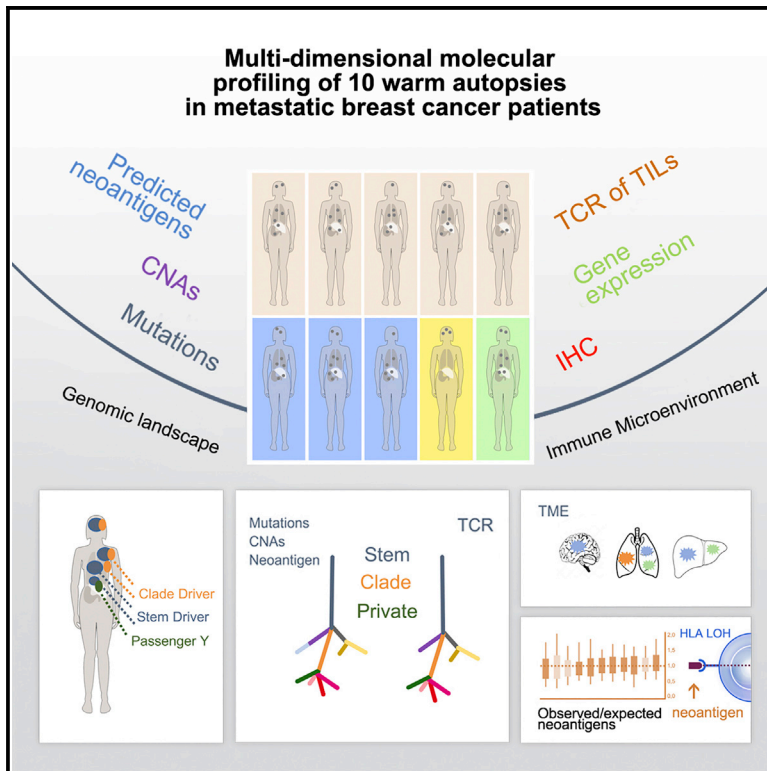 Multi-dimensional molecular
profiling of 10 warm autopsies
in metastatic breast cancer patients
Predicted
neoantigens
CNAs
Mutations
Genomic landscape
TCR of TILs
Gene
expression
IHC
Immune Microenvironment
Clade Driver
Stem Driver
Passenger Y
Mutations
CNAs
Neoantigen
TCR
Stem
Clade
Private
TME
2,0
1,5
1,0
0,5
0,0
Observed/expected
neoantigens
HLA LOH
neoantigen